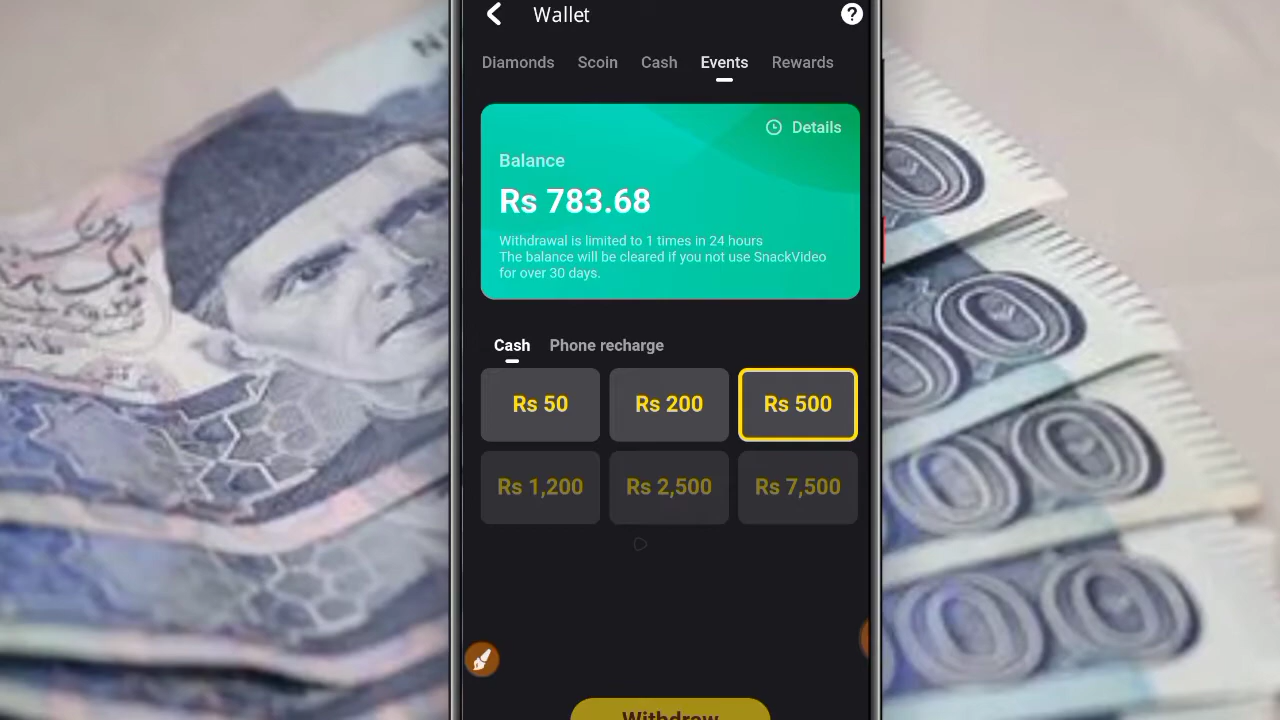 Wallet
?
Diamonds Scoin Cash Events Rewards
Details
Balance
Rs 783.68
Withdrawal is limited to 1 times in 24 hours
The balance will be cleared if you not use SnackVideo
for over 30 days.
Cash Phone recharge
Rs 50 Rs 200 Rs 500
Rs 1,200 Rs 2,500 Rs 7,500
Withdraw